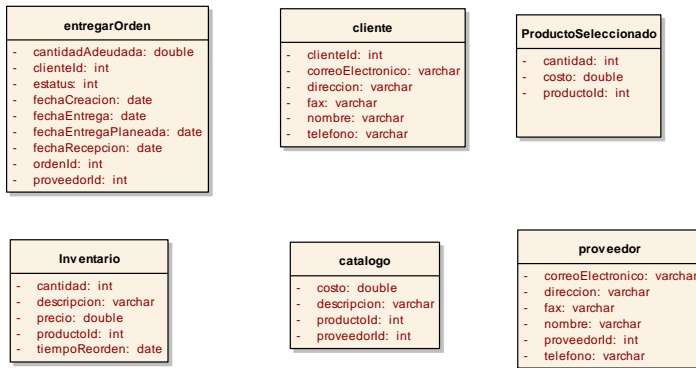 entregarOrden
- cantidadAdeudada: double
- clienteId: int
- estatus: int
- fechaCreacion: date
- fechaEntrega: date
- fechaEntregaPlaneada: date
- fechaRecepcion: date
- ordenId: int
- proveedorId: int
cliente
- clienteId: int
- correoElectronico: varchar
- direccion: varchar
- fax: varchar
- nombre: varchar
- telefono: varchar
ProductoSeleccionado
- cantidad: int
- costo: double
- productoId: int
Inventario
- cantidad: int
- descripcion: varchar
- precio: double
- productoId: int
- tiempoReorden: date
catalogo
- costo: double
- descripcion: varchar
- productoId: int
- proveedorId: int
proveedor
- correoElectronico: varchar
- direccion: varchar
- fax: varchar
- nombre: varchar
- proveedorId: int
- telefono: varchar